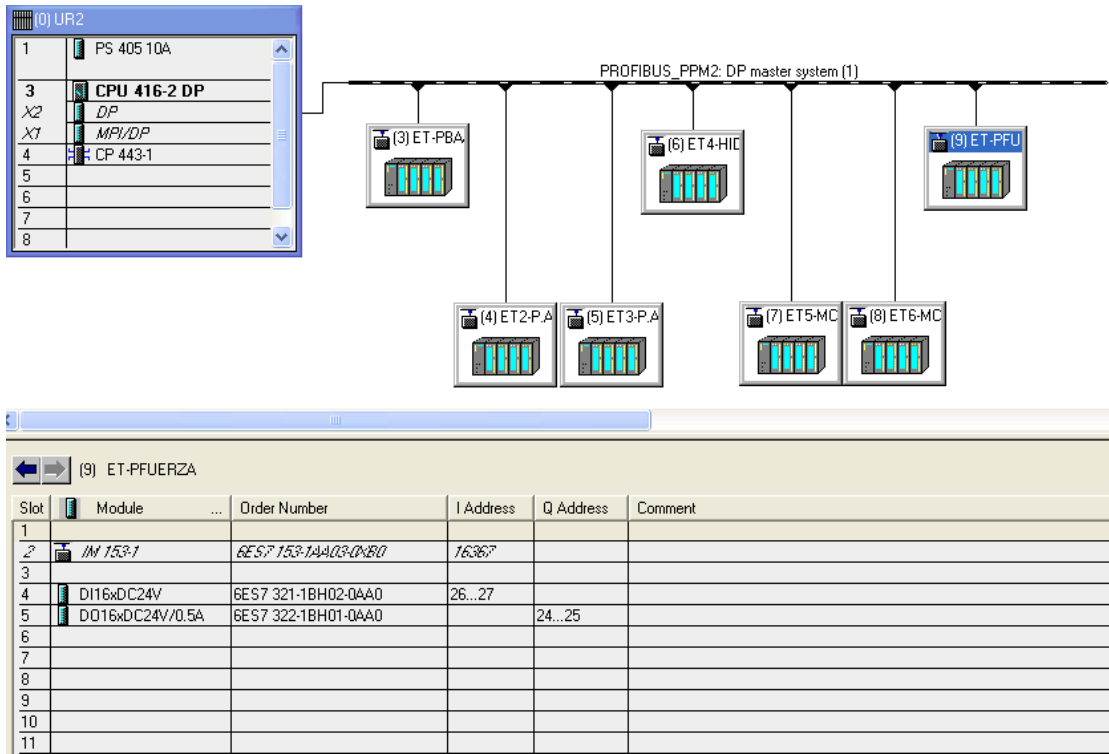 (0) UR2
1 PS 405 10A
3 CPU 416-2 DP
X2 DP
X1 MPI/DP
4 CP 443-1
5
6
7
8
PROFIBUS_PPM2: DP master system (1)
(3) ET-PBA
(6) ET4-HID
(9) ET-PFU
(4) ET2-P.A
(5) ET3-P.A
(7) ET5-MC
(8) ET6-MC
(9) ET-PFUERZA
Slot Module ... Order Number I Address Q Address Comment
1
2 IM 153-1 6ES7 153-1AA03-0XB0 16367
3
4 DI16xDC24V 6ES7 321-1BH02-0AA0 26...27
5 DO16xDC24V/0.5A 6ES7 322-1BH01-0AA0 24...25
6
7
8
9
10
11